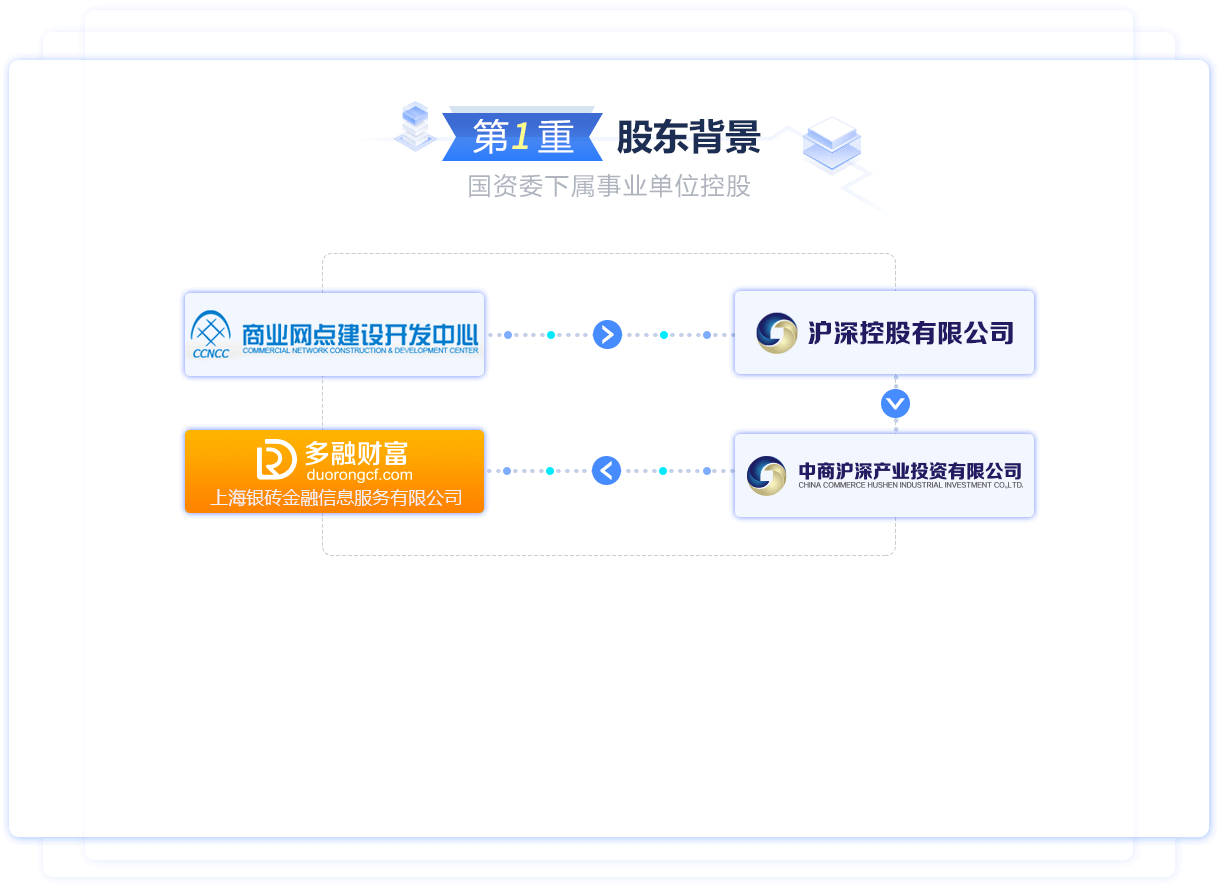 第1重 股东背景
国资委下属事业单位控股
CCNCC
商业网点建设开发中心
COMMERCIAL NETWORK CONSTRUCTION & DEVELOPMENT CENTER
沪深控股有限公司
多融财富
duorongcf.com
上海银砖金融信息服务有限公司
中商沪深产业投资有限公司
CHINA COMMERCE HUSHEN INDUSTRIAL INVESTMENT CO.,LTD.